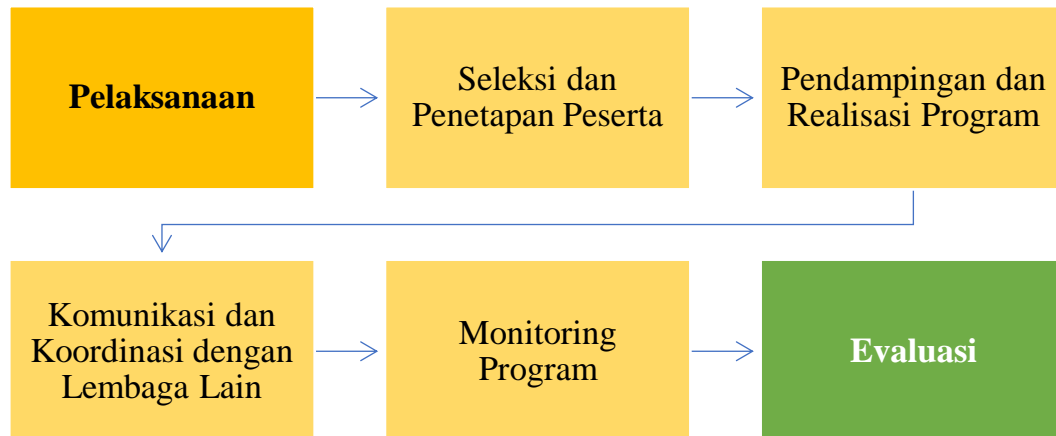 Pelaksanaan
Seleksi dan
Penetapan Peserta
Pendampingan dan
Realisasi Program
Komunikasi dan
Koordinasi dengan
Lembaga Lain
Monitoring
Program
Evaluasi